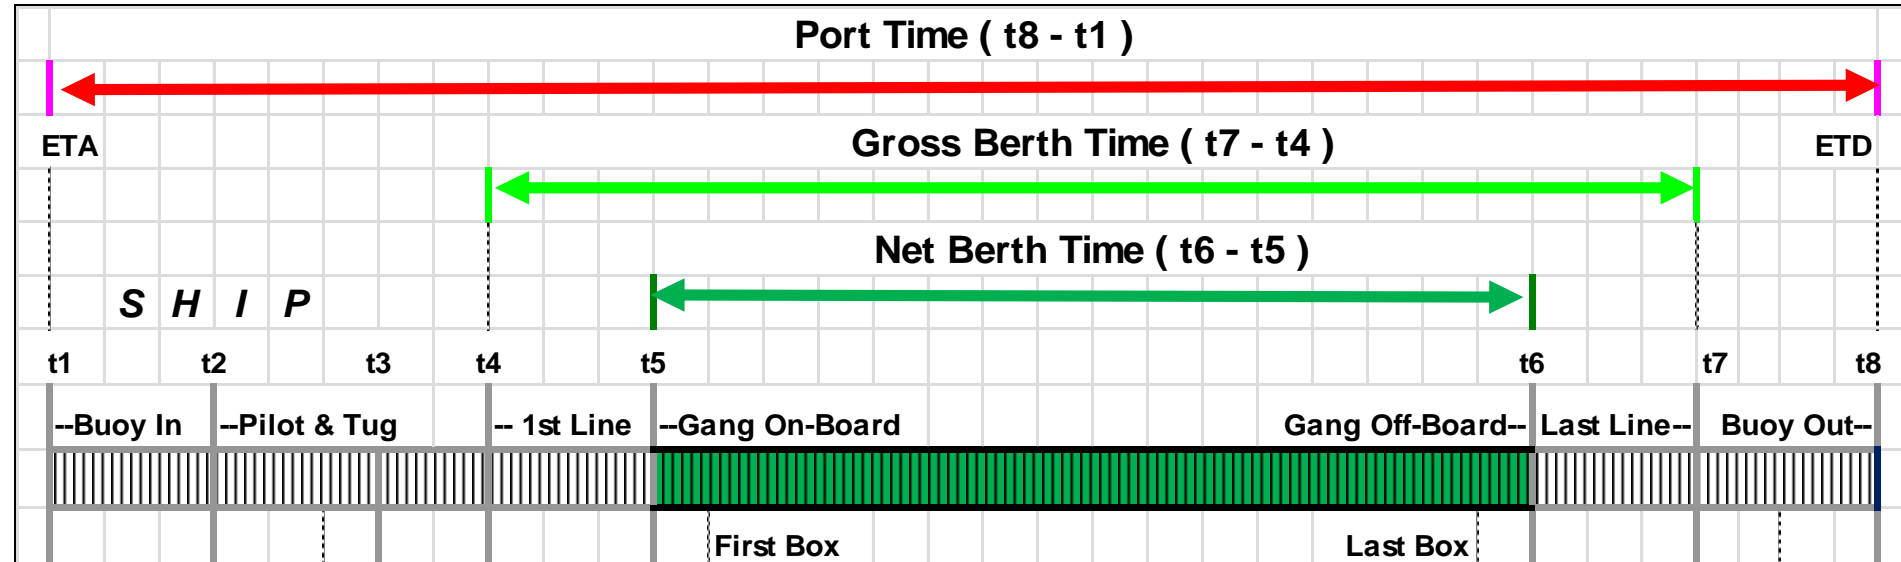 Port Time ( t8 - t1 )
ETA
Gross Berth Time ( t7 - t4 )
ETD
Net Berth Time ( t6 - t5 )
S H I P
t1 t2 t3 t4 t5 t6 t7 t8
--Buoy In --Pilot & Tug -- 1st Line --Gang On-Board Gang Off-Board-- Last Line-- Buoy Out--
First Box Last Box